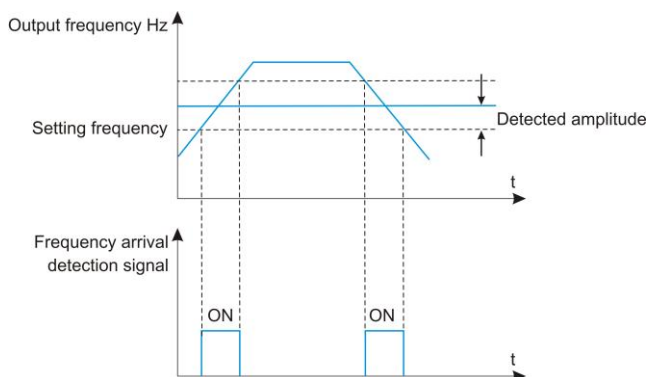 Output frequency Hz
Setting frequency
Detected amplitude
t
Frequency arrival
detection signal
ON
ON
t